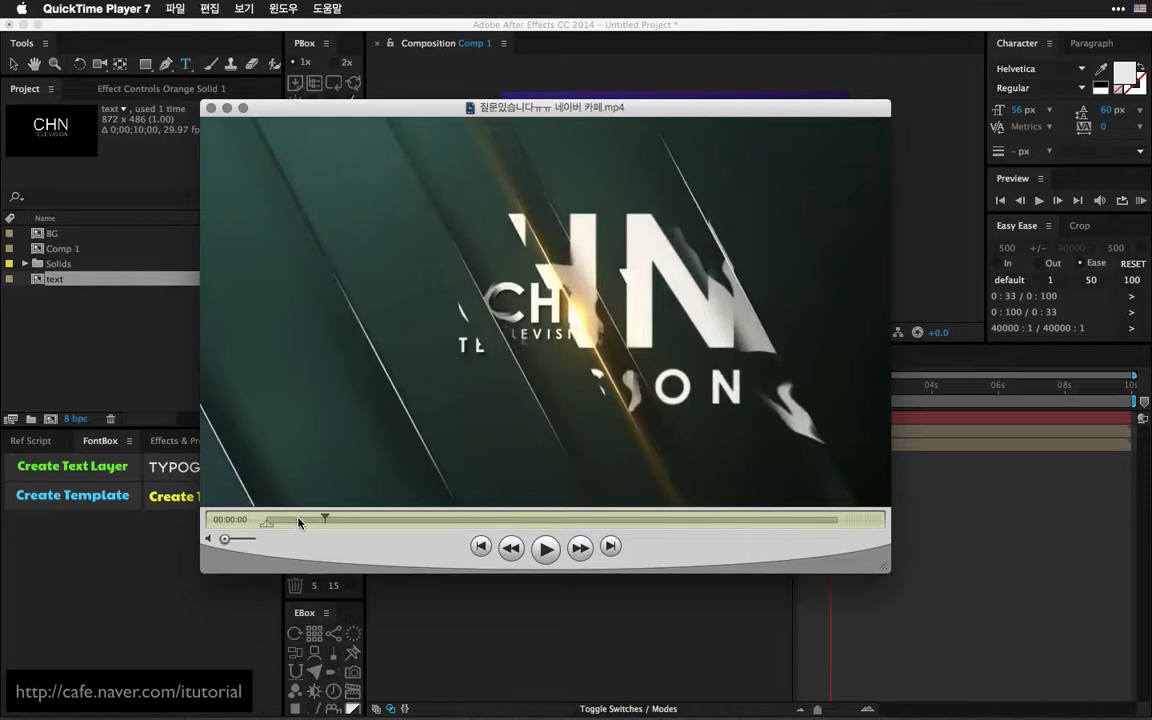 QuickTime Player 7 파일 편집 보기 윈도우 도움말
Adobe After Effects CC 2014 – Untitled Project *
Tools
PBox
Composition Comp 1
Character Paragraph
1x 2x
Helvetica
Regular
Project Effect Controls Orange Solid 1
text, used 1 time
872 x 486 (1.00)
Δ 0;00;10;00, 29.97 fp
CHN
TELEVISION
56 px 60 px
Metrics 0
- px
Preview
Easy Ease Crop
500 +/- 40000 500
In Out Ease RESET
default 1 50 100
0 : 33 / 0 : 100 >
0 : 100 / 0 : 33 >
40000 : 1 / 40000 : 1 >
+0.0
Name
BG
Comp 1
Solids
text
8 bpc
질문있습니다ㅠㅠ 네이버 카페.mp4
CHN
00:00:00
04s 06s 08s 10s
Ref Script FontBox Effects & Pr
Create Text Layer TYPOG
Create Template Create T
5 15
EBox
http://cafe.naver.com/itutorial
Toggle Switches / Modes